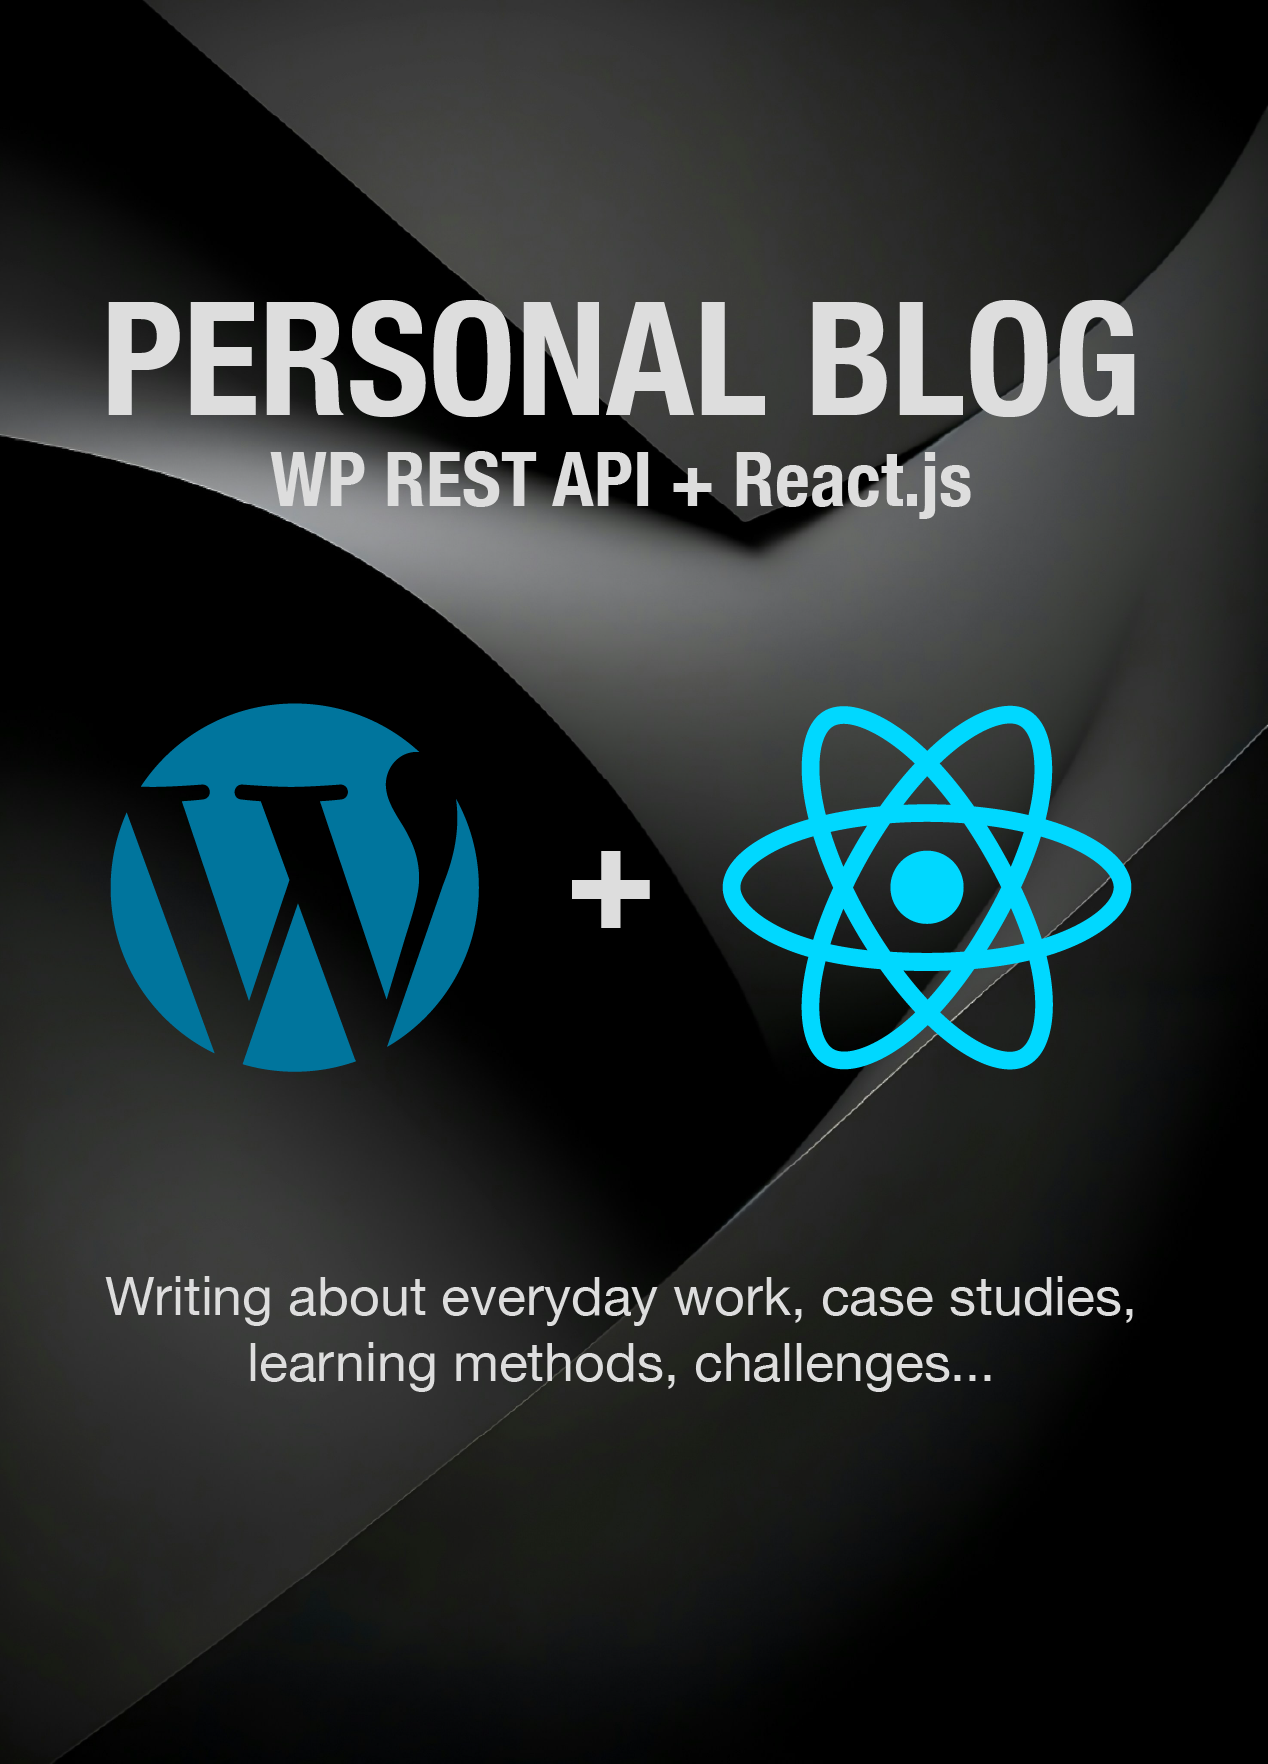 PERSONAL BLOG
WP REST API + React.js
+
Writing about everyday work, case studies,
learning methods, challenges...